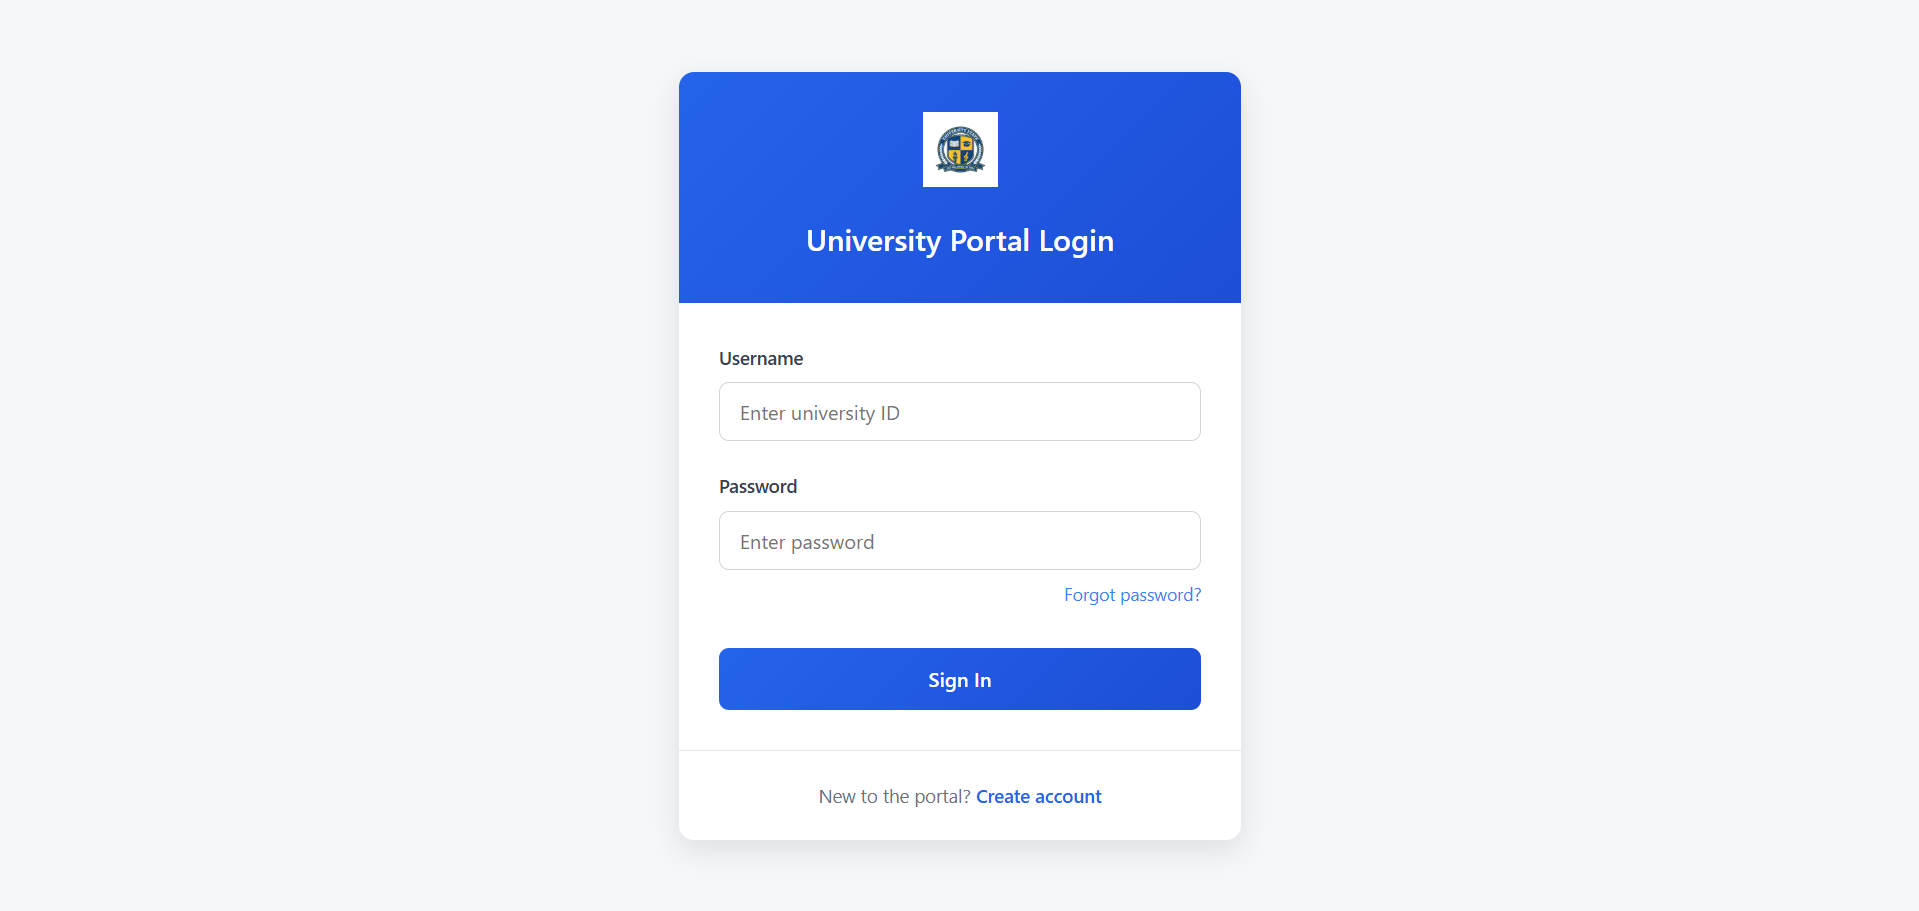 University Portal Login
Username
Enter university ID
Password
Enter password
Forgot password?
Sign In
New to the portal? Create account